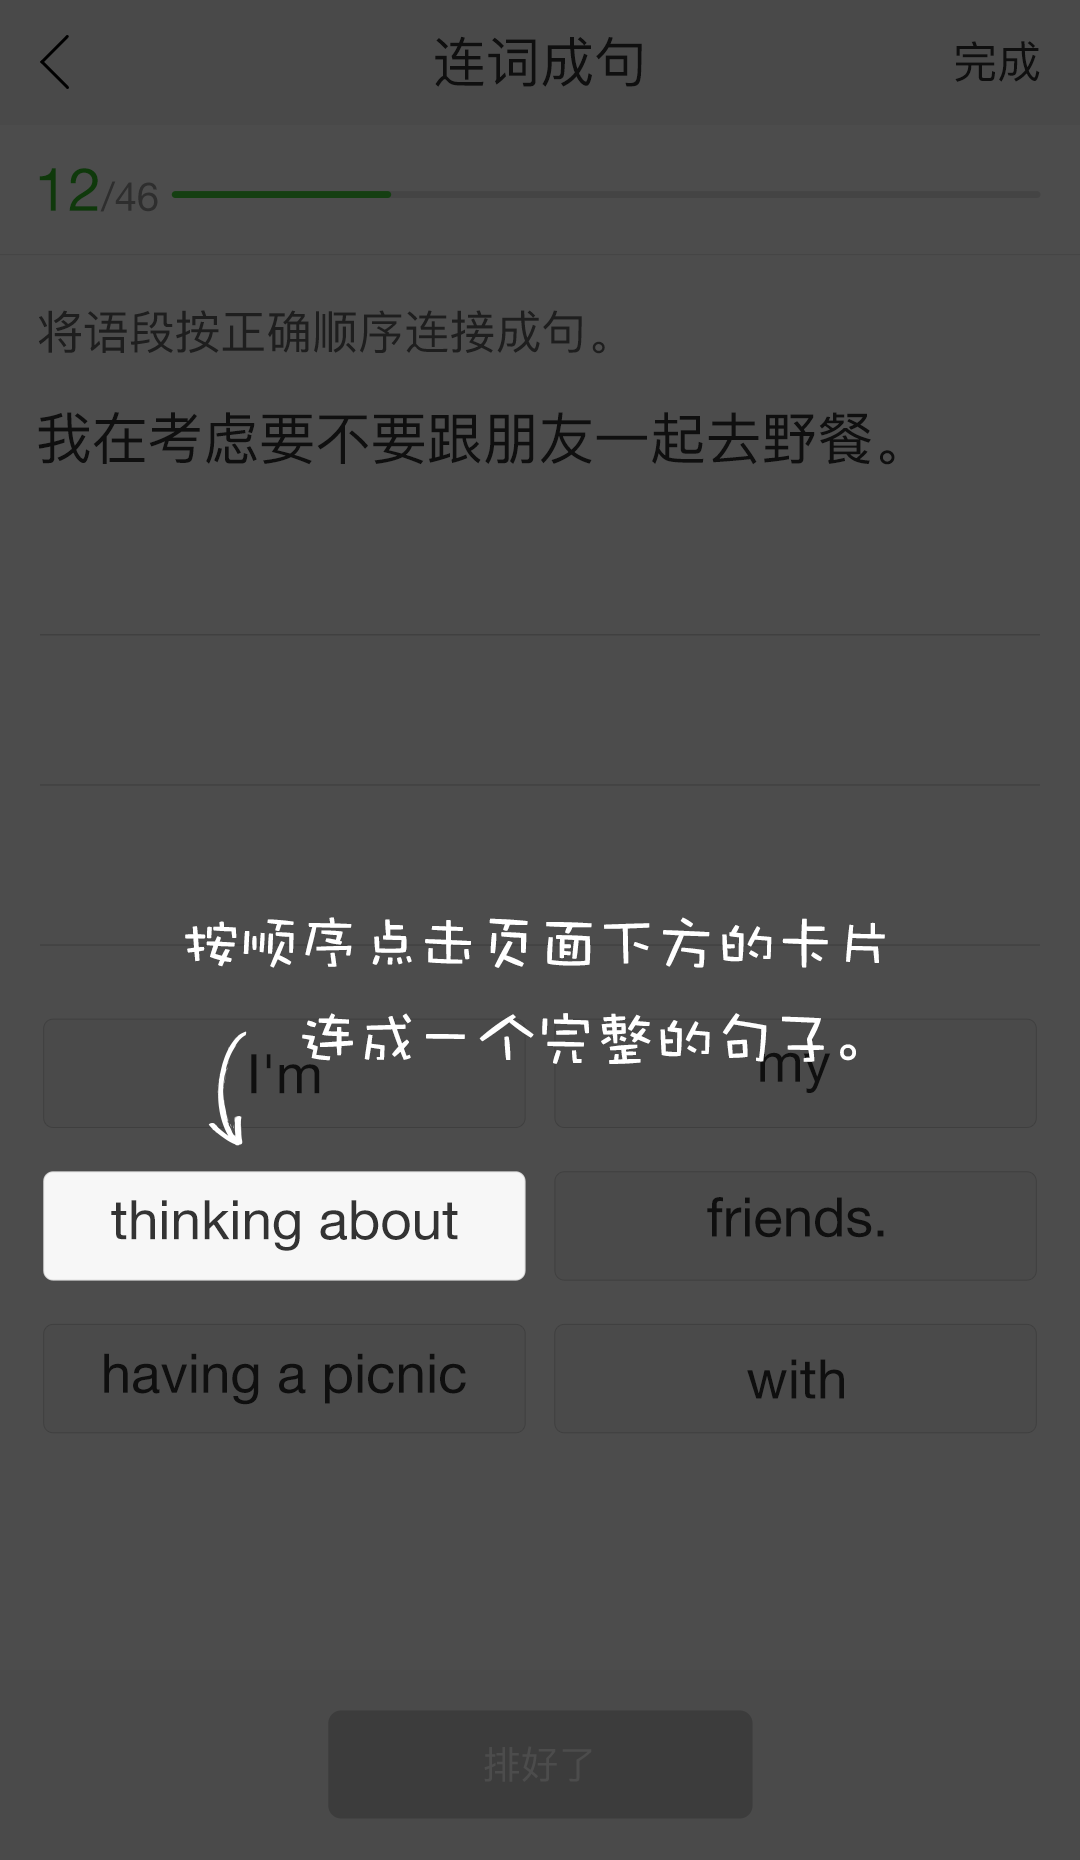 连词成句
完成
12/46
将语段按正确顺序连接成句。
我在考虑要不要跟朋友一起去野餐。
按顺序点击页面下方的卡片
连成一个完整的句子。
I'm
my
thinking about
friends.
having a picnic
with
排好了